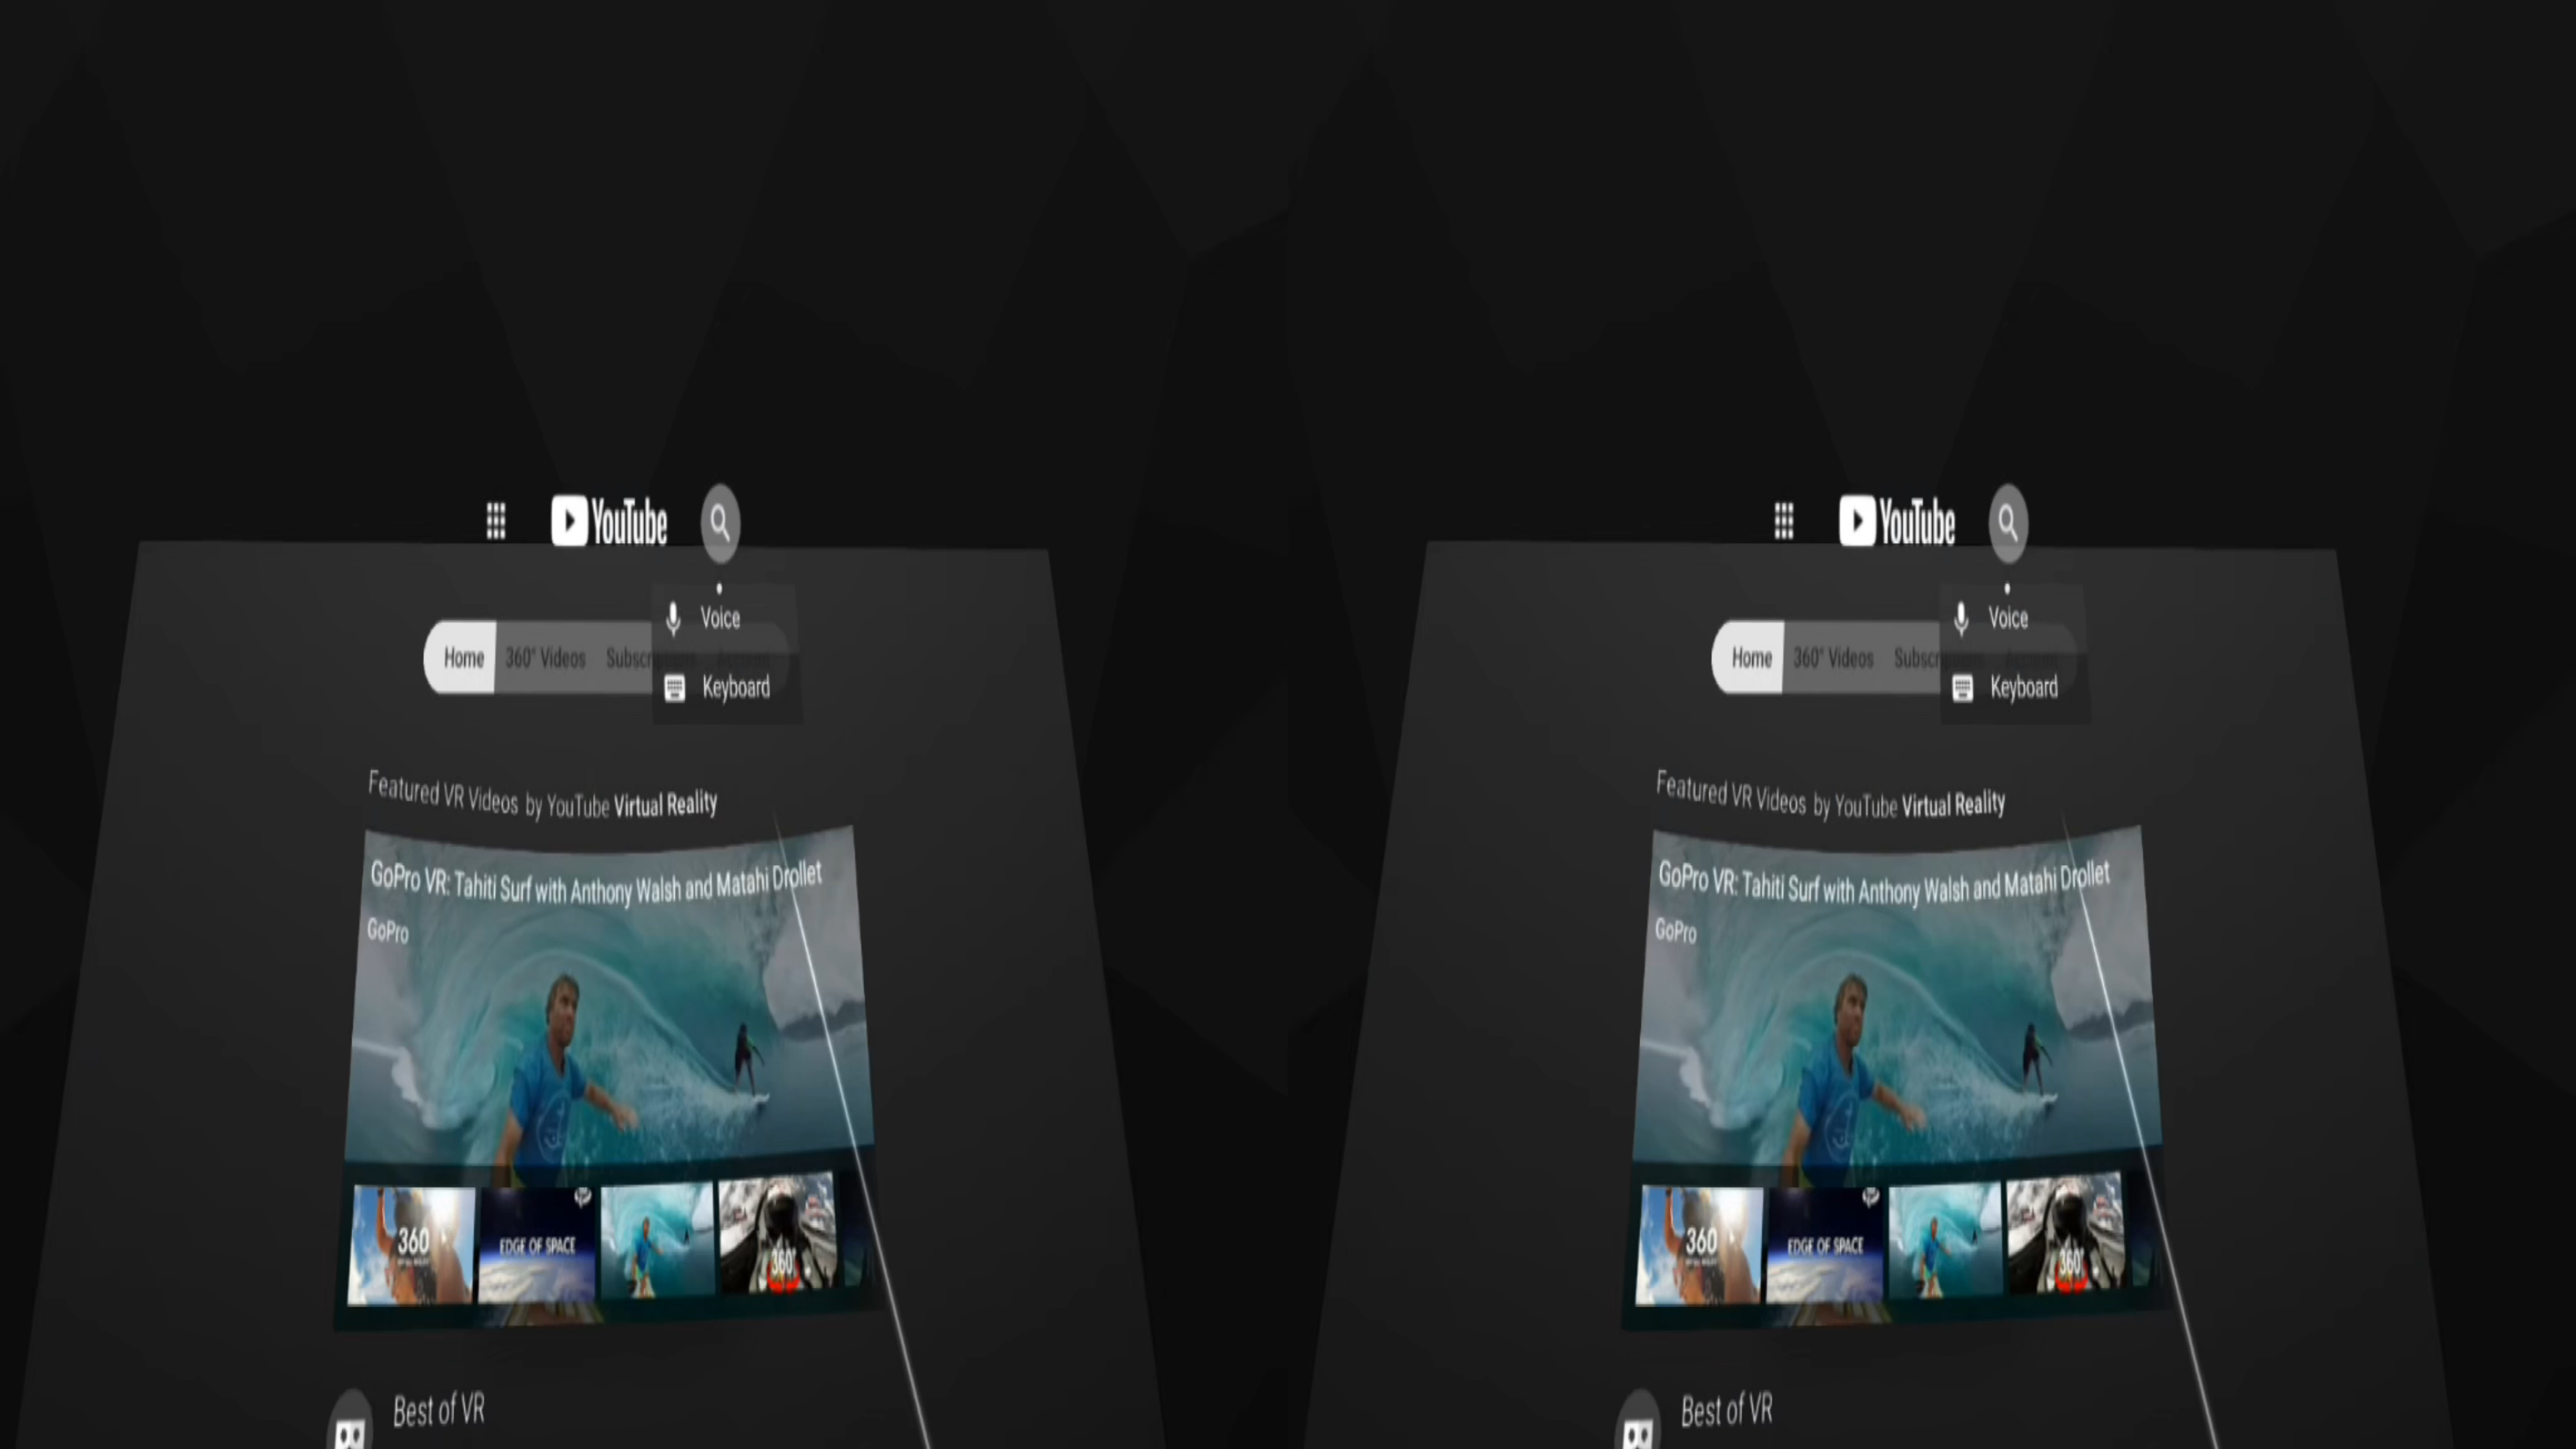 YouTube
Voice
Home 360° Videos
Keyboard
Featured VR Videos by YouTube Virtual Reality
GoPro VR: Tahiti Surf with Anthony Walsh and Matahi Drollet
GoPro
360
EDGE OF SPACE
360°
Best of VR
YouTube
Voice
Home 360° Videos
Keyboard
Featured VR Videos by YouTube Virtual Reality
GoPro VR: Tahiti Surf with Anthony Walsh and Matahi Drollet
GoPro
360
EDGE OF SPACE
360°
Best of VR